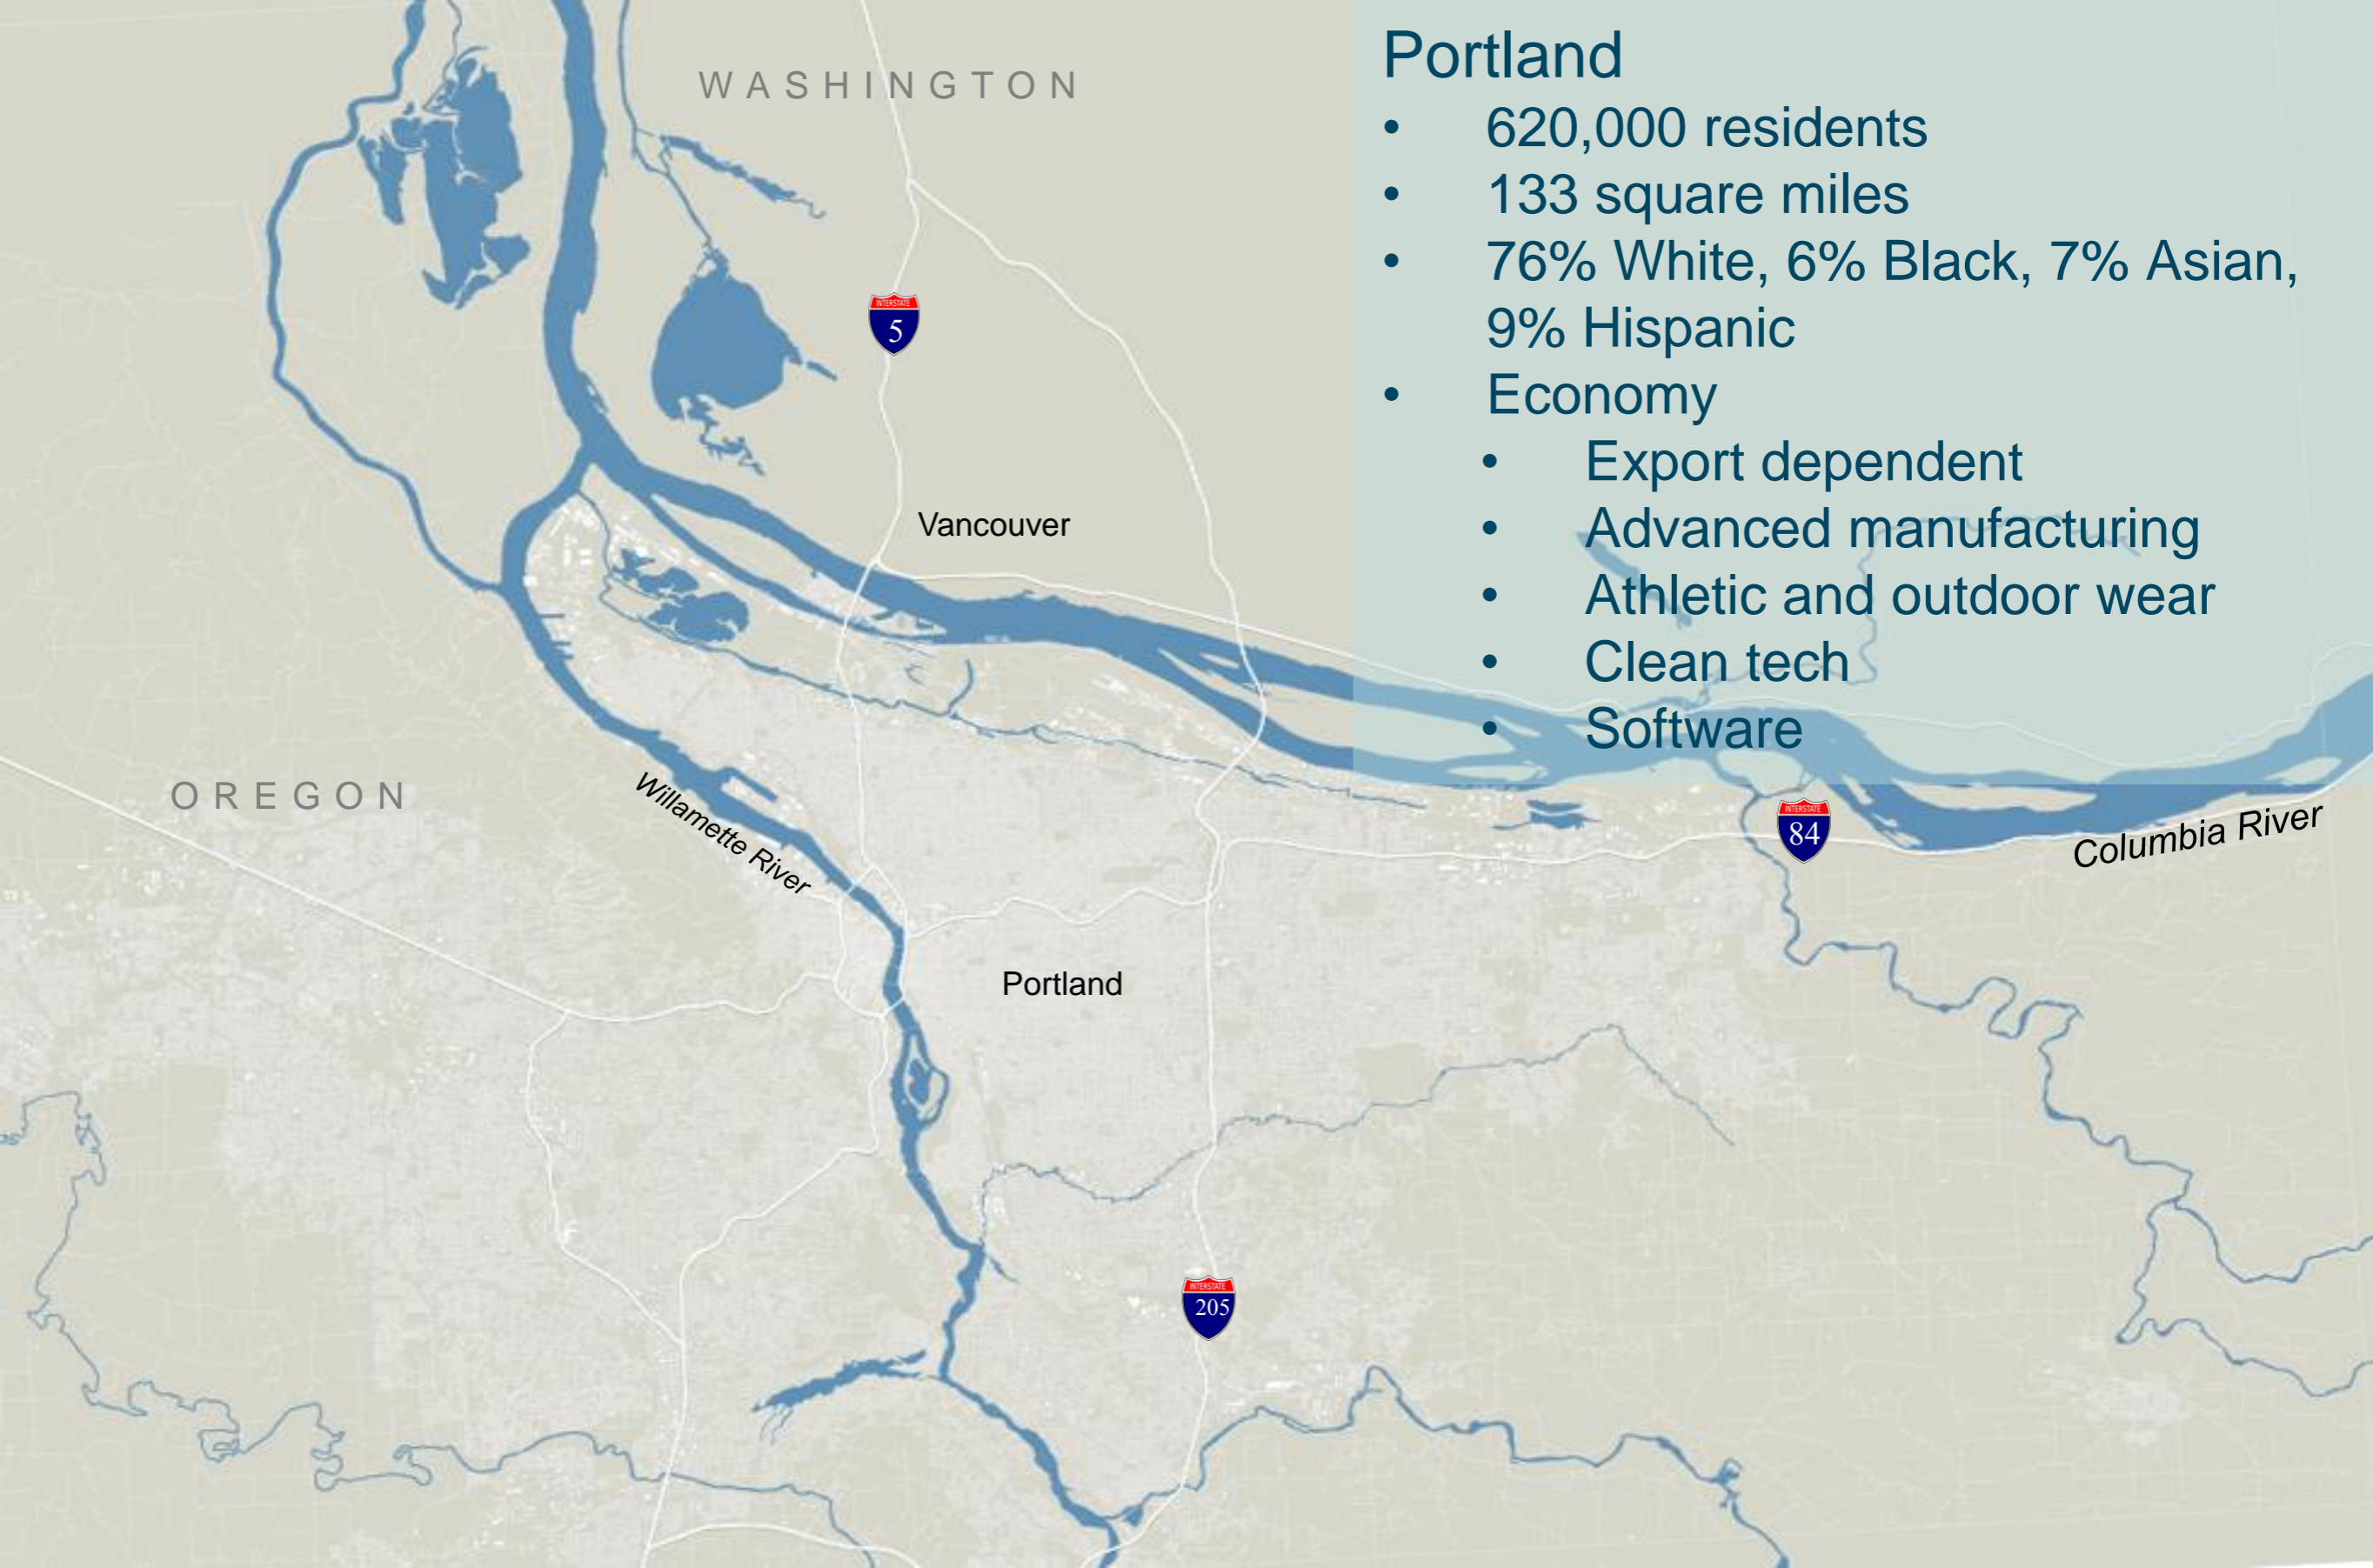 Portland
• 620,000 residents
• 133 square miles
• 76% White, 6% Black, 7% Asian,
9% Hispanic
• Economy
• Export dependent
• Advanced manufacturing
• Athletic and outdoor wear
• Clean tech
• Software
WASHINGTON
INTERSTATE
5
Vancouver
OREGON
Willamette River
INTERSTATE
84
Columbia River
Portland
INTERSTATE
205